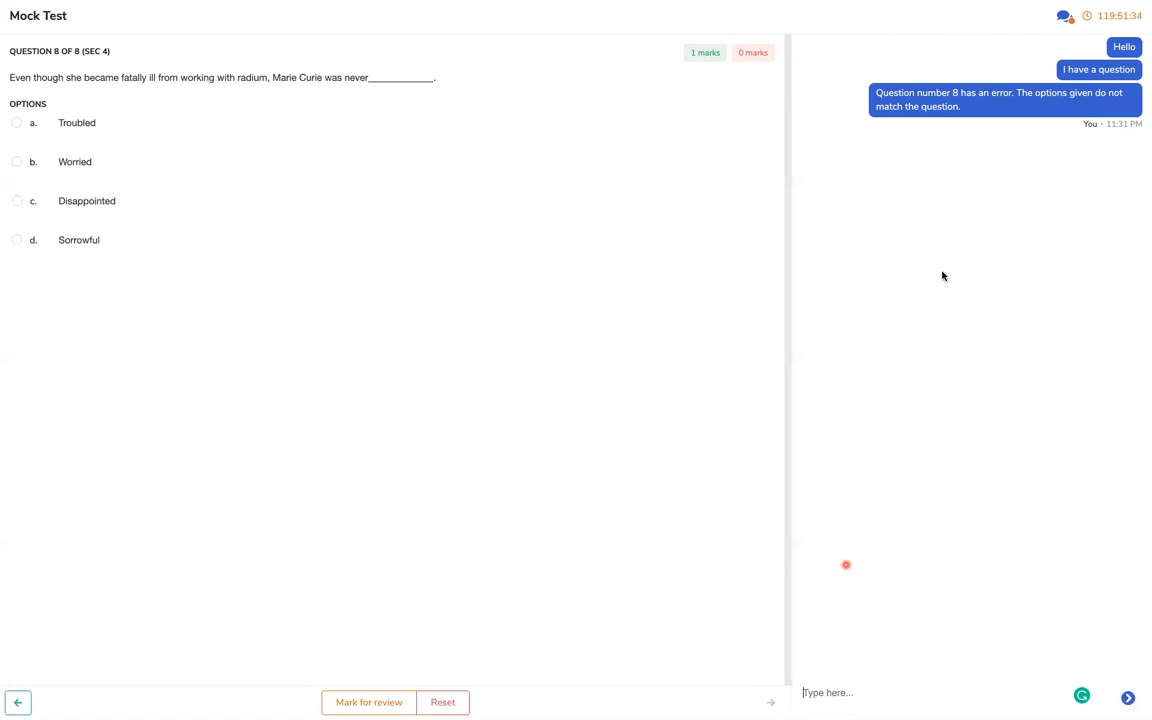 Mock Test
119:51:34
QUESTION 8 OF 8 (SEC 4)
1 marks
0 marks
Even though she became fatally ill from working with radium, Marie Curie was never_____________.
OPTIONS
a. Troubled
b. Worried
c. Disappointed
d. Sorrowful
Mark for review
Reset
Hello
I have a question
Question number 8 has an error. The options given do not
match the question.
You · 11:31 PM
Type here...